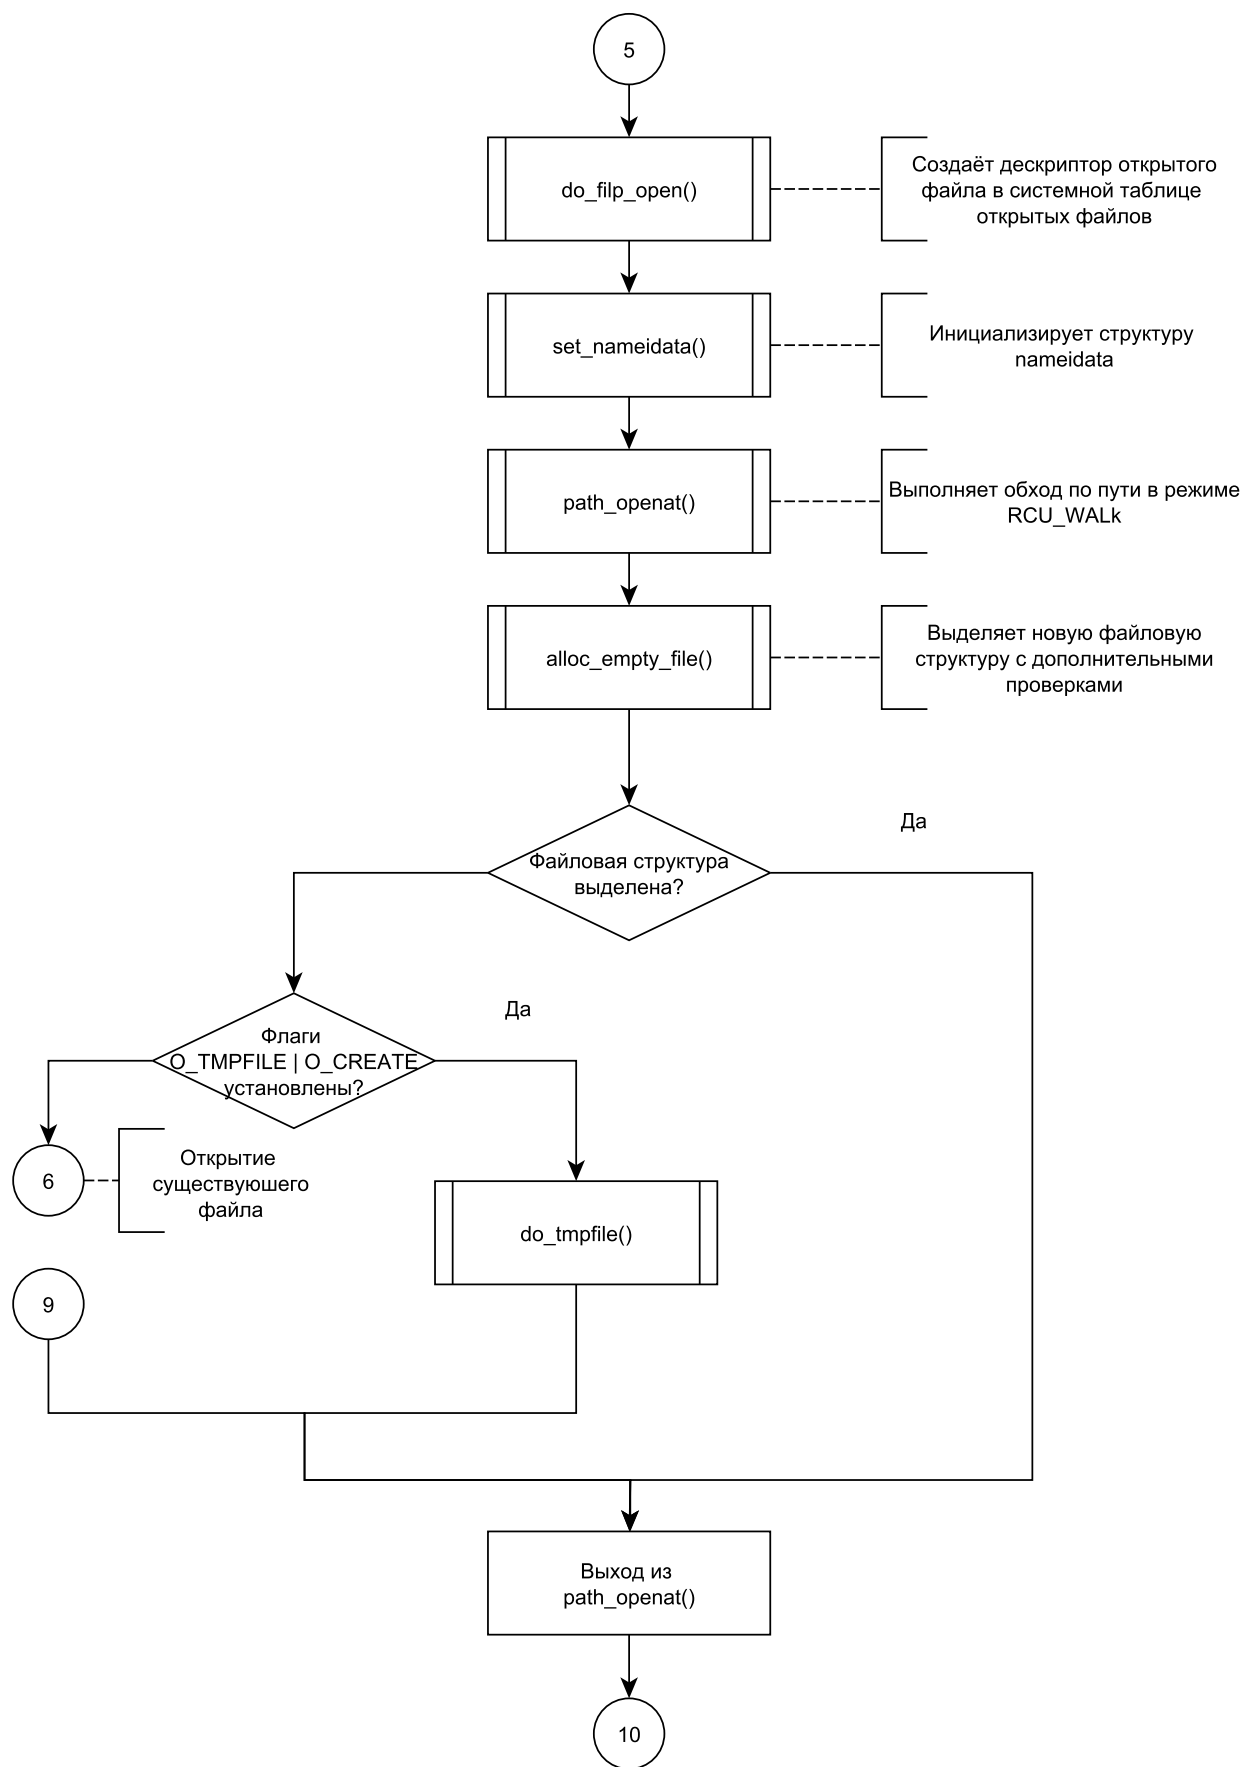 5
do_filp_open()
Создаёт дескриптор открытого
файла в системной таблице
открытых файлов
set_nameidata()
Инициализирует структуру
nameidata
path_openat()
Выполняет обход по пути в режиме
RCU_WALk
alloc_empty_file()
Выделяет новую файловую
структуру с дополнительными
проверками
Да
Файловая структура
выделена?
Да
Флаги
O_TMPFILE | O_CREATE
установлены?
6
Открытие
существуюшего
файла
do_tmpfile()
9
Выход из
path_openat()
10